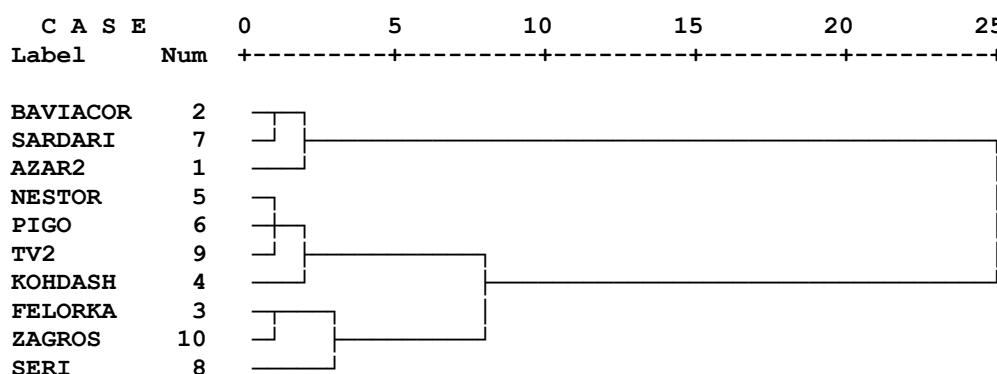 C A S E 0 5 10 15 20 25
Label Num +---------+---------+---------+---------+---------+
BAVIACOR 2
SARDARI 7
AZAR2 1
NESTOR 5
PIGO 6
TV2 9
KOHDASH 4
FELORKA 3
ZAGROS 10
SERI 8